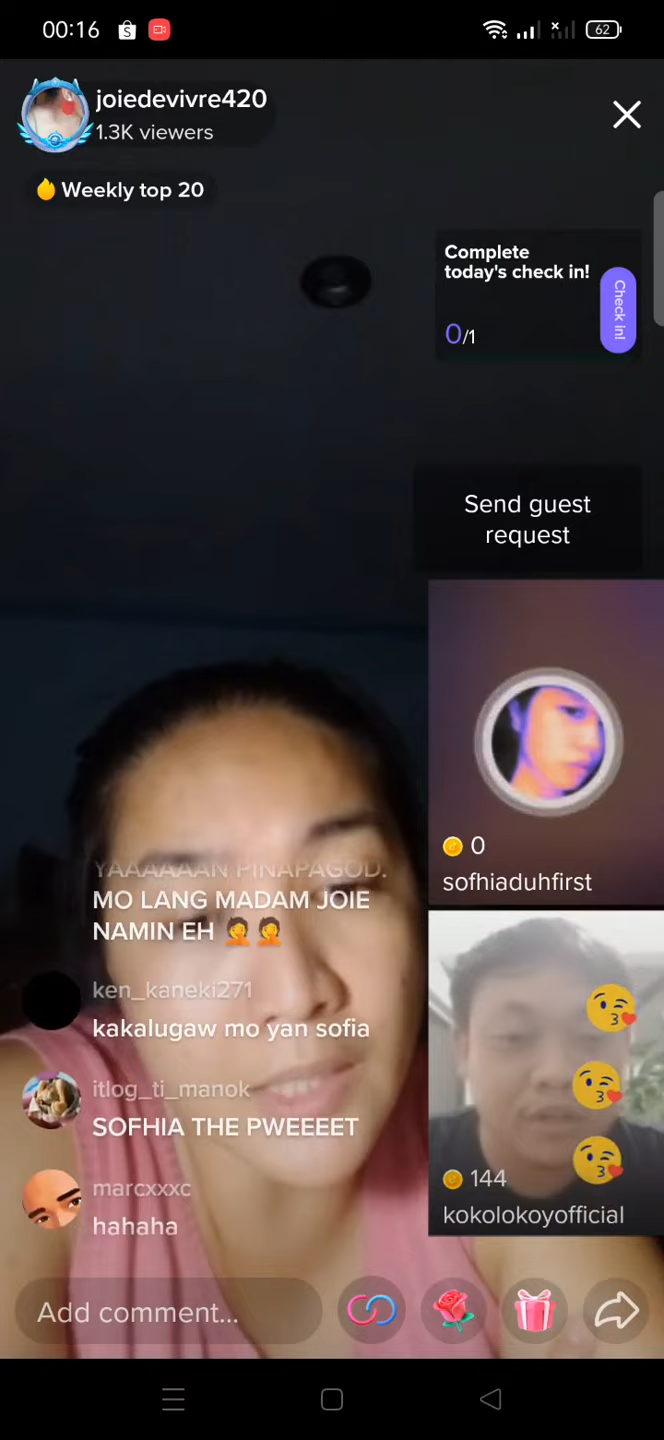 00:16
62
joiedevivre420
1.3K viewers
Weekly top 20
Complete
today's check in!
0/1
Check in!
Send guest
request
0
sofhiaduhfirst
YAAAAAAN PINAPAGOD.
MO LANG MADAM JOIE
NAMIN EH 🤦🤦
ken_kaneki271
kakalugaw mo yan sofia
itlog_ti_manok
SOFHIA THE PWEEEET
marcxxxc
hahaha
144
kokolokoyofficial
Add comment...